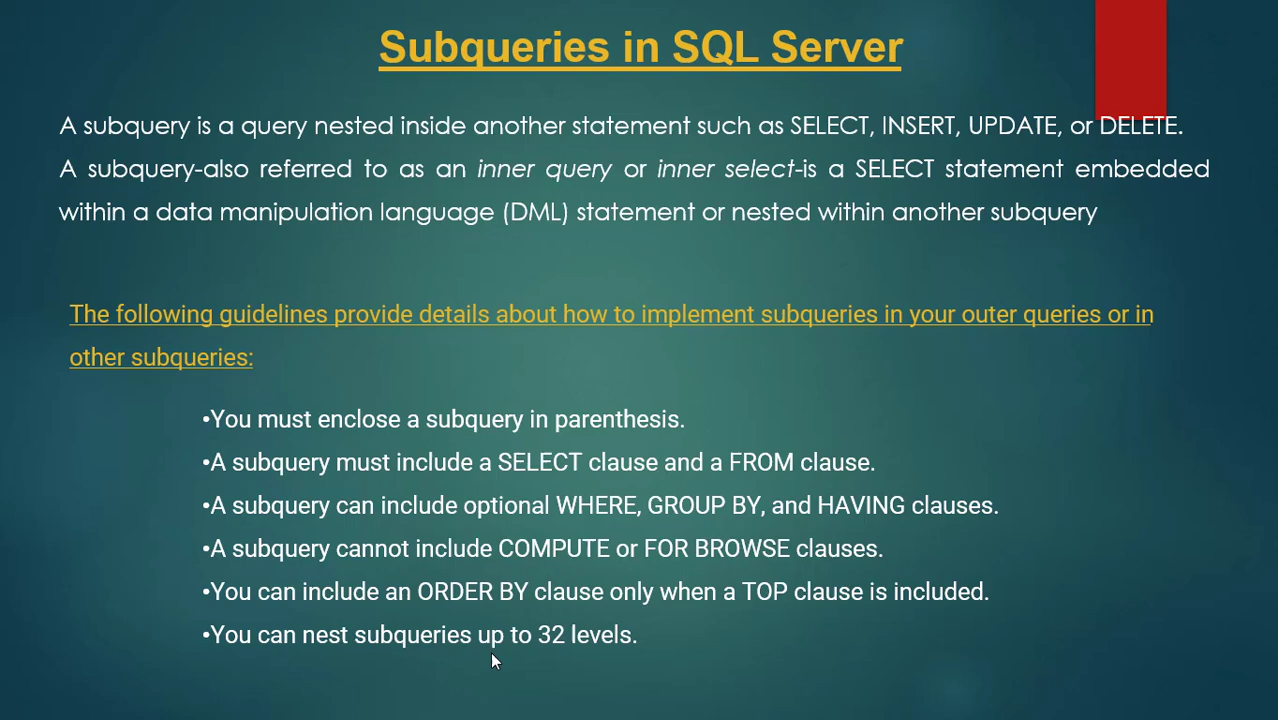 Subqueries in SQL Server
A subquery is a query nested inside another statement such as SELECT, INSERT, UPDATE, or DELETE.
A subquery-also referred to as an inner query or inner select-is a SELECT statement embedded
within a data manipulation language (DML) statement or nested within another subquery
The following guidelines provide details about how to implement subqueries in your outer queries or in
other subqueries:
•You must enclose a subquery in parenthesis.
•A subquery must include a SELECT clause and a FROM clause.
•A subquery can include optional WHERE, GROUP BY, and HAVING clauses.
•A subquery cannot include COMPUTE or FOR BROWSE clauses.
•You can include an ORDER BY clause only when a TOP clause is included.
•You can nest subqueries up to 32 levels.